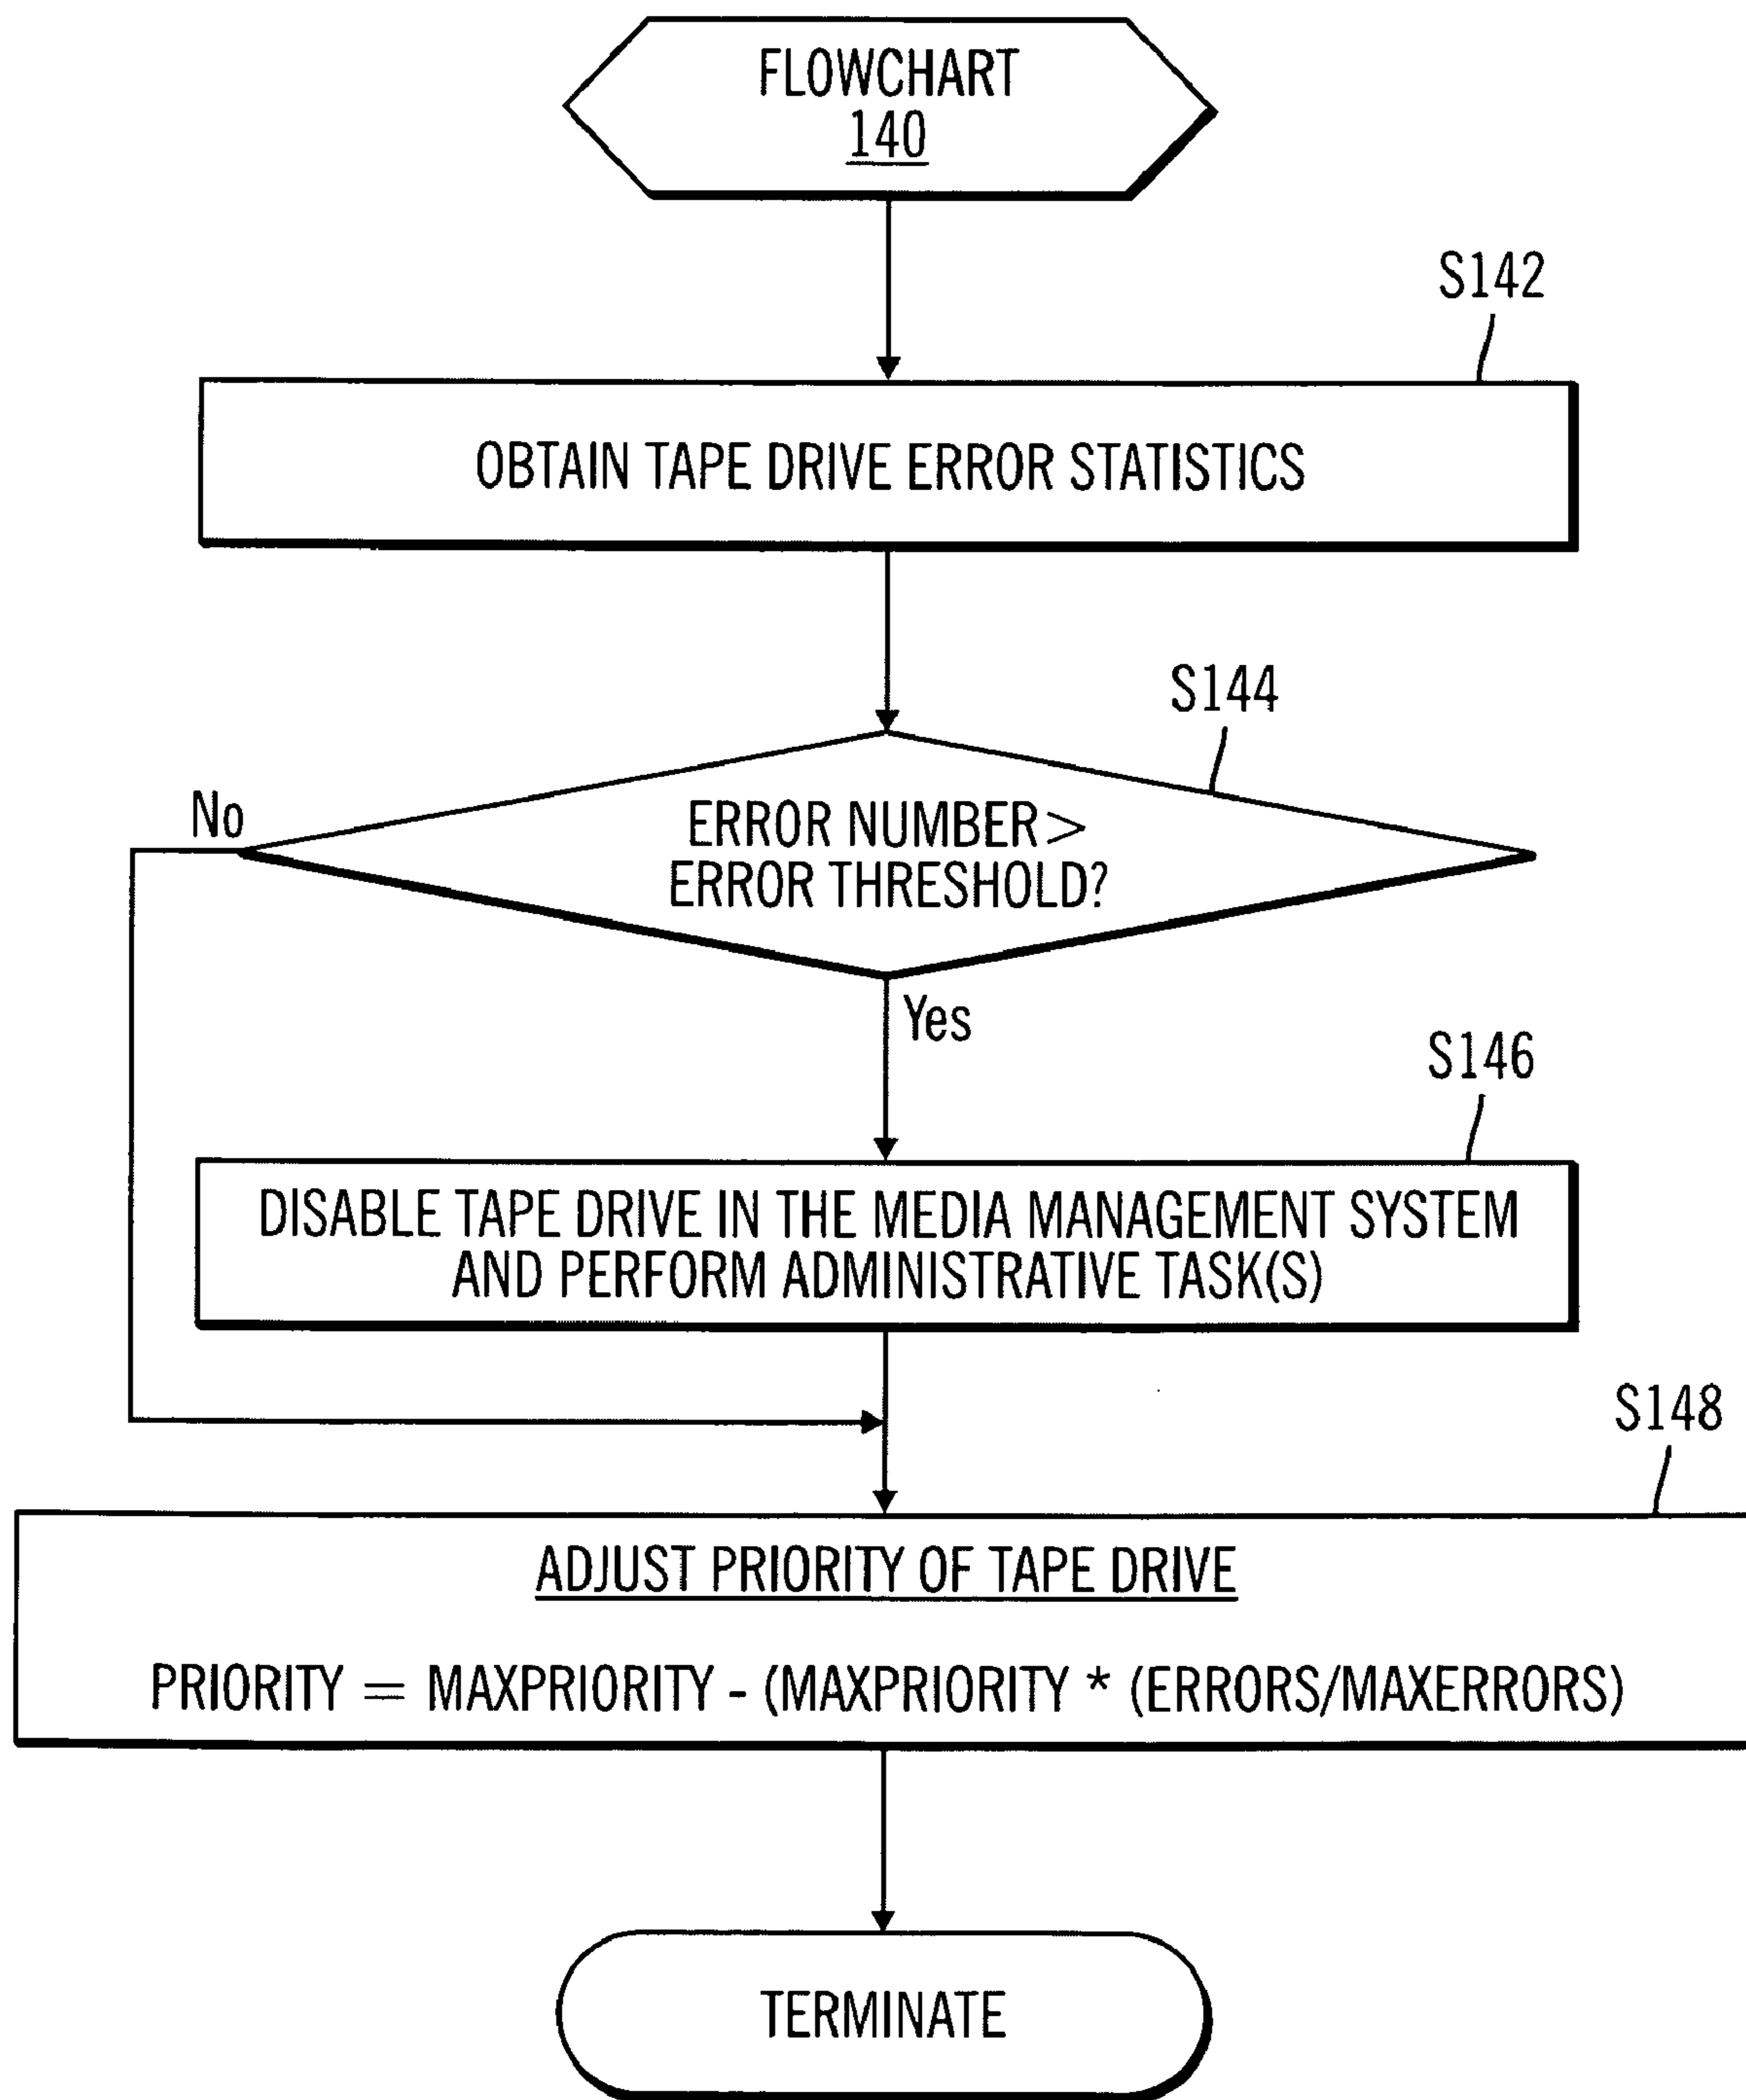 FLOWCHART
140
S142
OBTAIN TAPE DRIVE ERROR STATISTICS
S144
No
ERROR NUMBER >
ERROR THRESHOLD?
Yes
S146
DISABLE TAPE DRIVE IN THE MEDIA MANAGEMENT SYSTEM
AND PERFORM ADMINISTRATIVE TASK(S)
S148
ADJUST PRIORITY OF TAPE DRIVE
PRIORITY = MAXPRIORITY - (MAXPRIORITY * (ERRORS/MAXERRORS)
TERMINATE